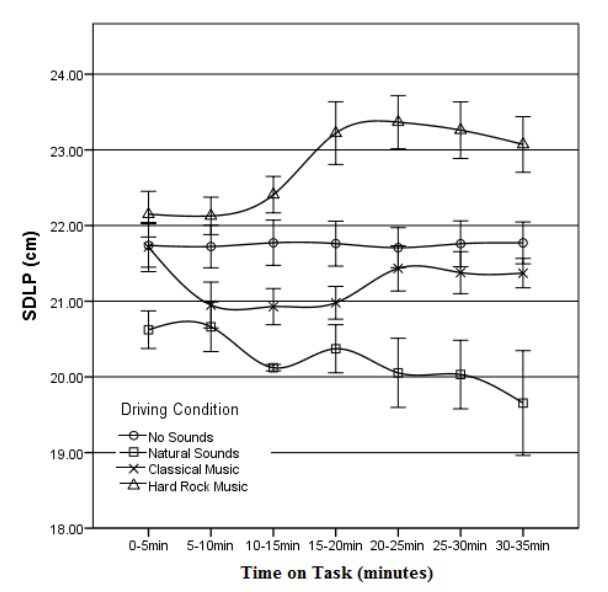 SDLP (cm)
24.00
23.00
22.00
21.00
20.00
19.00
18.00
Driving Condition
No Sounds
Natural Sounds
Classical Music
Hard Rock Music
0-5min 5-10min 10-15min 15-20min 20-25min 25-30min 30-35min
Time on Task (minutes)